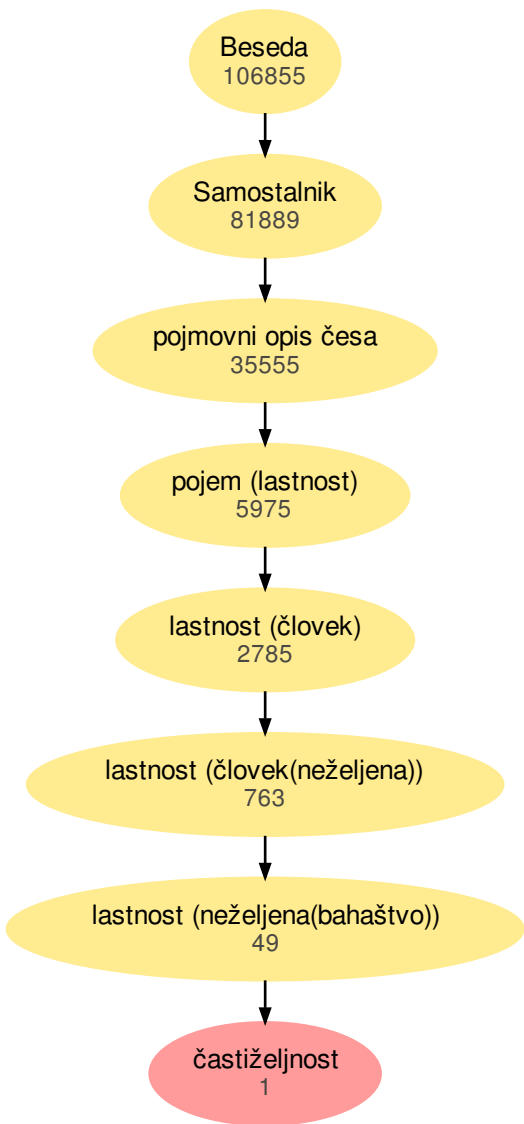 Beseda
106855
Samostalnik
81889
pojmovni opis česa
35555
pojem (lastnost)
5975
lastnost (človek)
2785
lastnost (človek(neželjena))
763
lastnost (neželjena(bahaštvo))
49
častiželjnost
1